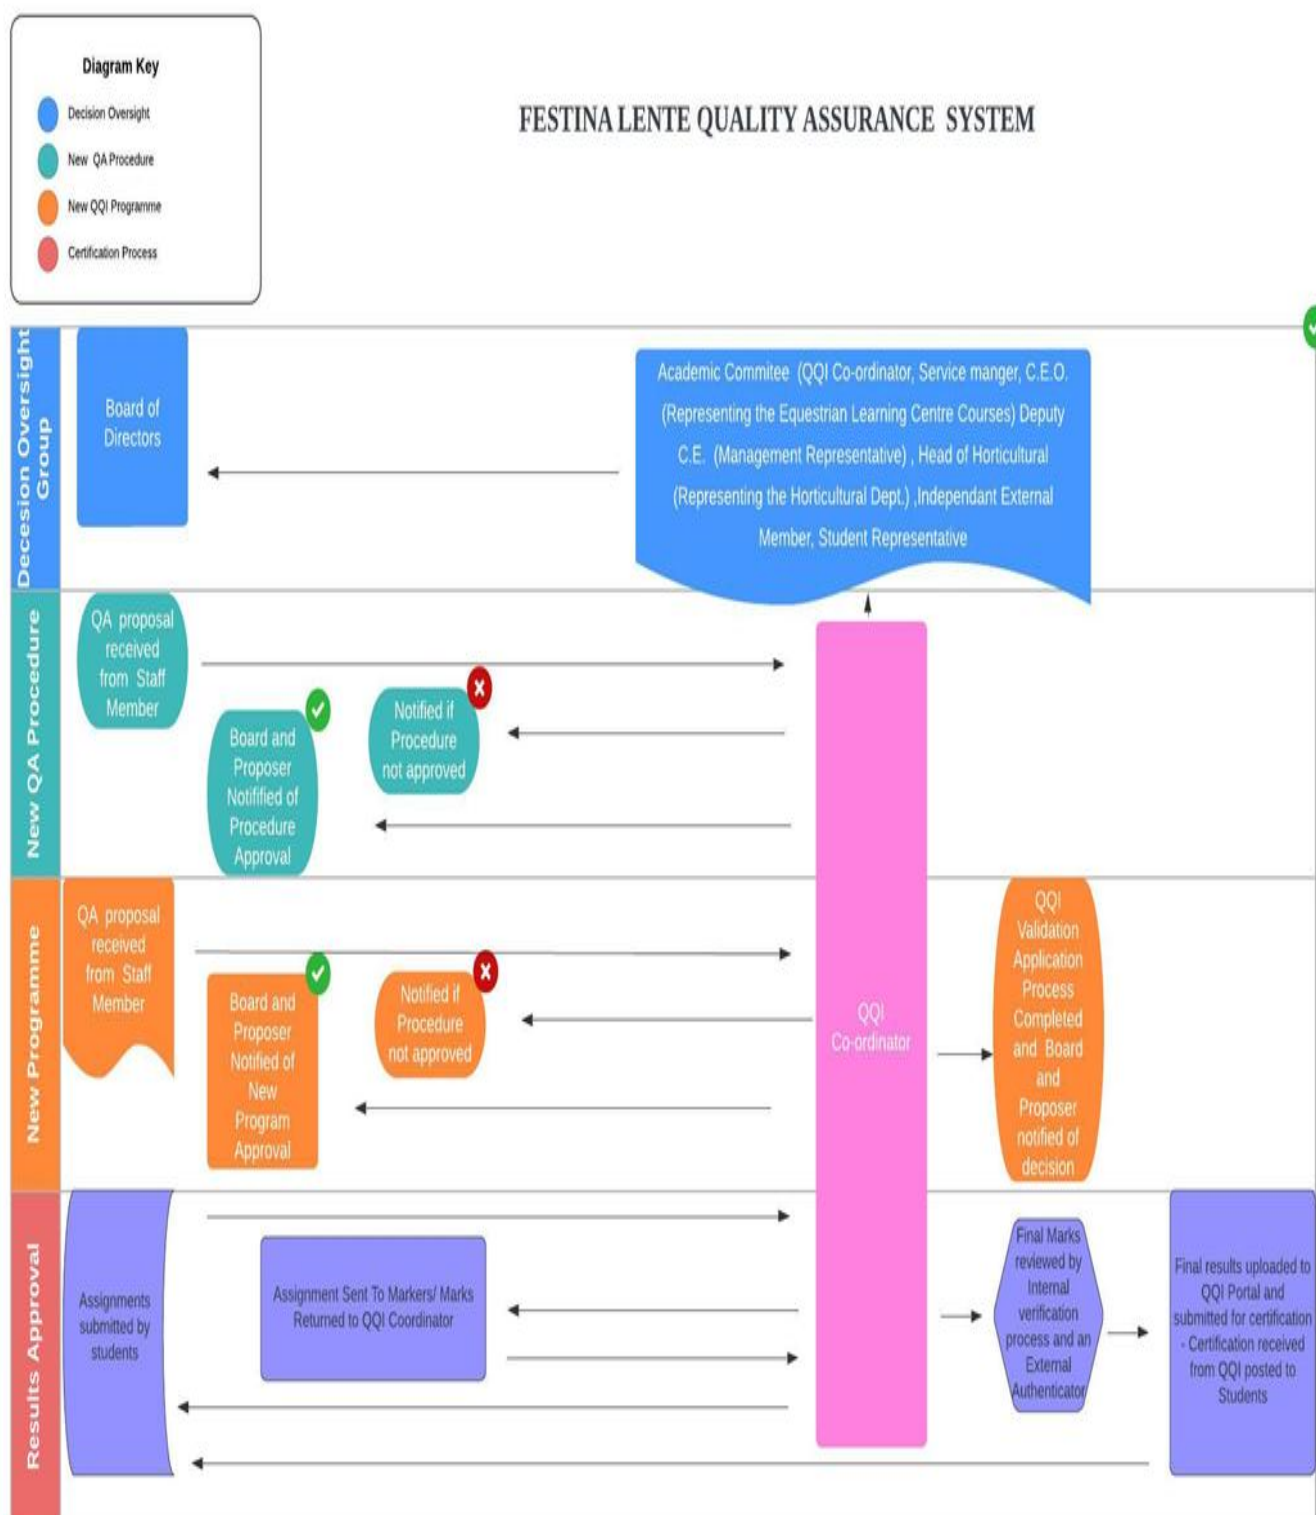 Diagram Key
Decision Oversight
New QA Procedure
New QQI Programme
Certification Process
FESTINA LENTE QUALITY ASSURANCE SYSTEM
Decesion Oversight
Group
Board of
Directors
Academic Commitee (QQI Co-ordinator, Service manger, C.E.O.
(Representing the Equestrian Learning Centre Courses) Deputy
C.E. (Management Representative) , Head of Horticultural
(Representing the Horticultural Dept.) ,Independant External
Member, Student Representative
New QA Procedure
QA proposal
received
from Staff
Member
Board and
Proposer
Notifified of
Procedure
Approval
Notified if
Procedure
not approved
New Programme
QA proposal
received
from Staff
Member
Board and
Proposer
Notified of
New
Program
Approval
Notified if
Procedure
not approved
QQI
Co-ordinator
QQI
Validation
Application
Process
Completed
and Board
and
Proposer
notified of
decision
Results Approval
Assignments
submitted by
students
Assignment Sent To Markers/ Marks
Returned to QQI Coordinator
Final Marks
reviewed by
Internal
verification
process and an
External
Authenticator
Final results uploaded to
QQI Portal and
submitted for certification
- Certification received
from QQI posted to
Students